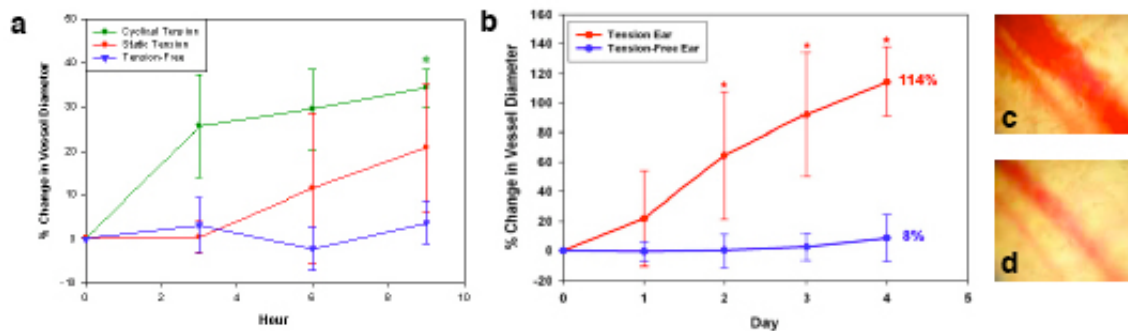 a
% Change in Vessel Diameter
60
40
30
20
10
0
-10
0
2
4
6
8
10
Hour
Cyclical Tension
Static Tension
Tension-Free
*
b
% Change in Vessel Diameter
160
140
120
100
80
60
40
20
0
-20
0
1
2
3
4
5
Day
Tension Ear
Tension-Free Ear
*
*
*
114%
8%
c
d